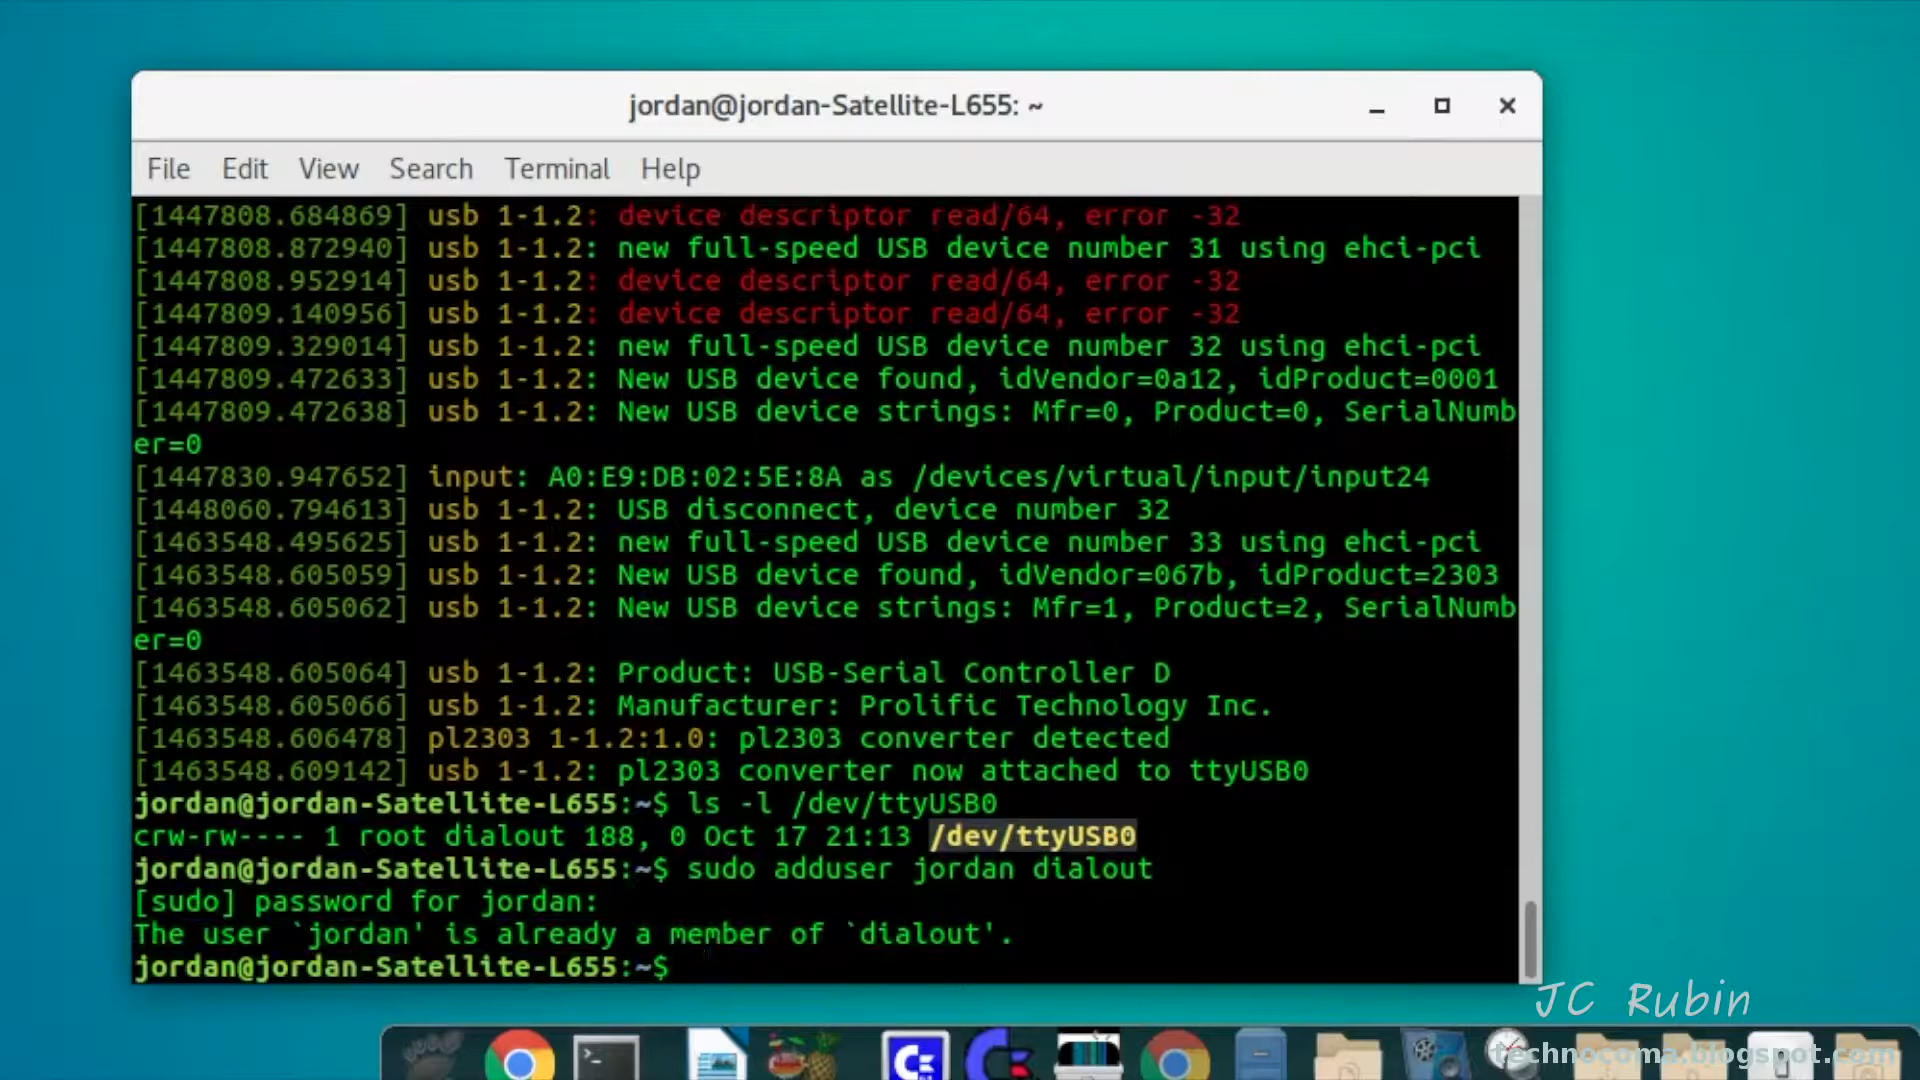 jordan@jordan-Satellite-L655: ~
File Edit View Search Terminal Help
[1447808.684869] usb 1-1.2: device descriptor read/64, error -32
[1447808.872940] usb 1-1.2: new full-speed USB device number 31 using ehci-pci
[1447808.952914] usb 1-1.2: device descriptor read/64, error -32
[1447809.140956] usb 1-1.2: device descriptor read/64, error -32
[1447809.329014] usb 1-1.2: new full-speed USB device number 32 using ehci-pci
[1447809.472633] usb 1-1.2: New USB device found, idVendor=0a12, idProduct=0001
[1447809.472638] usb 1-1.2: New USB device strings: Mfr=0, Product=0, SerialNumb
er=0
[1447830.947652] input: A0:E9:DB:02:5E:8A as /devices/virtual/input/input24
[1448060.794613] usb 1-1.2: USB disconnect, device number 32
[1463548.495625] usb 1-1.2: new full-speed USB device number 33 using ehci-pci
[1463548.605059] usb 1-1.2: New USB device found, idVendor=067b, idProduct=2303
[1463548.605062] usb 1-1.2: New USB device strings: Mfr=1, Product=2, SerialNumb
er=0
[1463548.605064] usb 1-1.2: Product: USB-Serial Controller D
[1463548.605066] usb 1-1.2: Manufacturer: Prolific Technology Inc.
[1463548.606478] pl2303 1-1.2:1.0: pl2303 converter detected
[1463548.609142] usb 1-1.2: pl2303 converter now attached to ttyUSB0
jordan@jordan-Satellite-L655:~$ ls -l /dev/ttyUSB0
crw-rw---- 1 root dialout 188, 0 Oct 17 21:13 /dev/ttyUSB0
jordan@jordan-Satellite-L655:~$ sudo adduser jordan dialout
[sudo] password for jordan:
The user `jordan' is already a member of `dialout'.
jordan@jordan-Satellite-L655:~$
JC Rubin
technocoma.blogspot.com